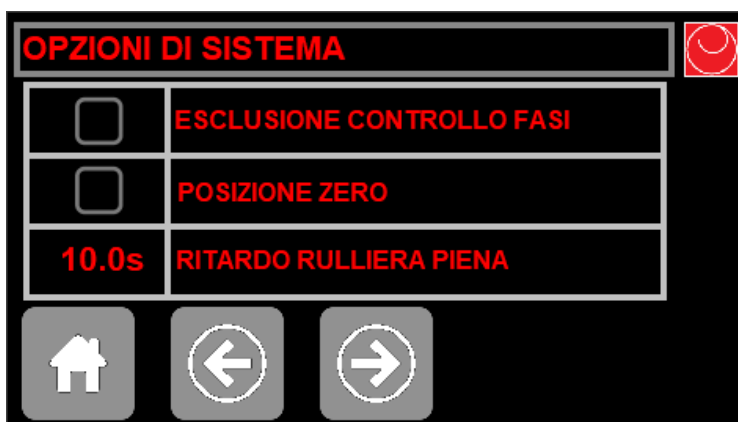 OPZIONI DI SISTEMA
ESCLUSIONE CONTROLLO FASI
POSIZIONE ZERO
10.0s RITARDO RULLIERA PIENA